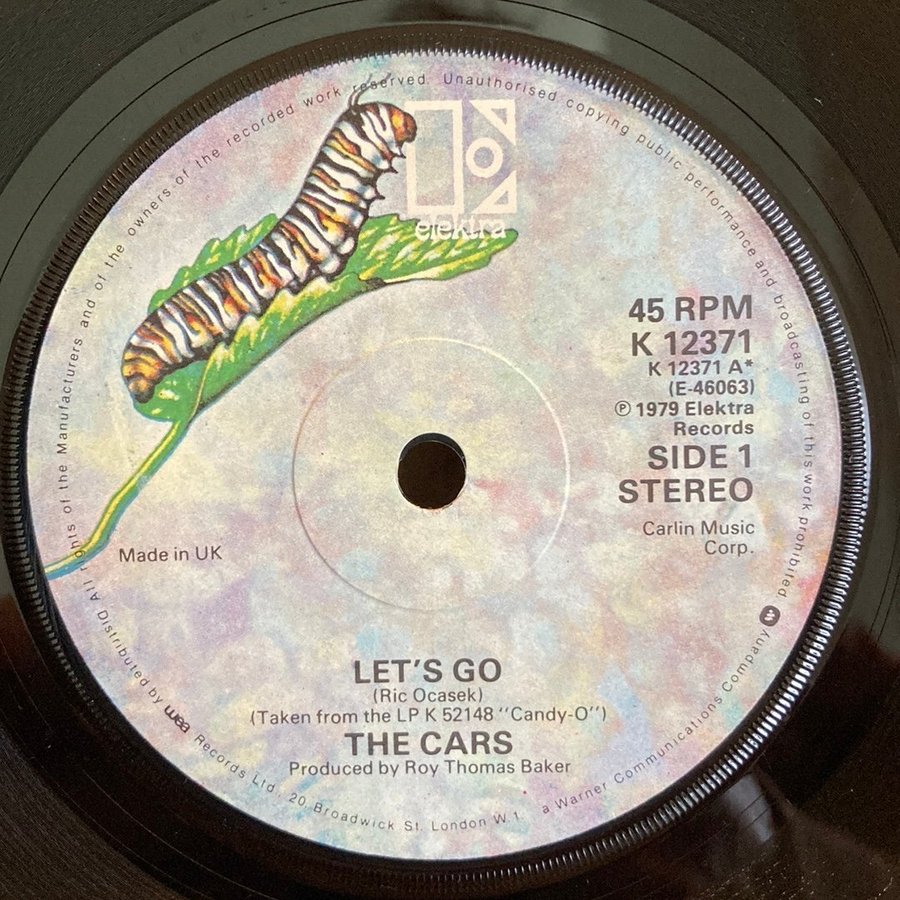 elektra
45 RPM
K 12371
K 12371 A*
(E-46063)
℗ 1979 Elektra
Records
SIDE 1
STEREO
Carlin Music
Corp.
Made in UK
LET'S GO
(Ric Ocasek)
(Taken from the LP K 52148 "Candy-O")
THE CARS
Produced by Roy Thomas Baker
All rights of the Manufacturers and of the owners of the recorded work reserved. Unauthorised copying public performance and broadcasting of this work prohibited
Distributed by wea Records Ltd · 20, Broadwick St. London W.1. a Warner Communications Company